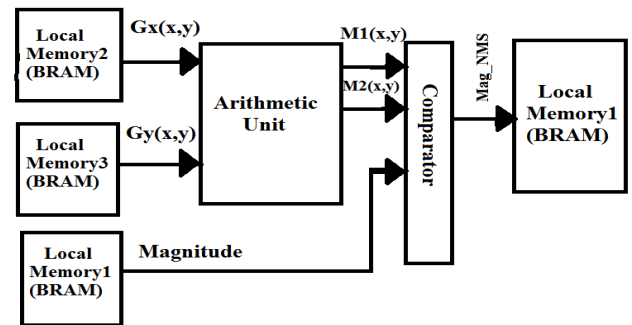 Local
Memory2
(BRAM)
Gx(x,y)
Local
Memory3
(BRAM)
Gy(x,y)
Local
Memory1
(BRAM)
Magnitude
Arithmetic
Unit
M1(x,y)
M2(x,y)
Comparator
Mag_NMS
Local
Memory1
(BRAM)